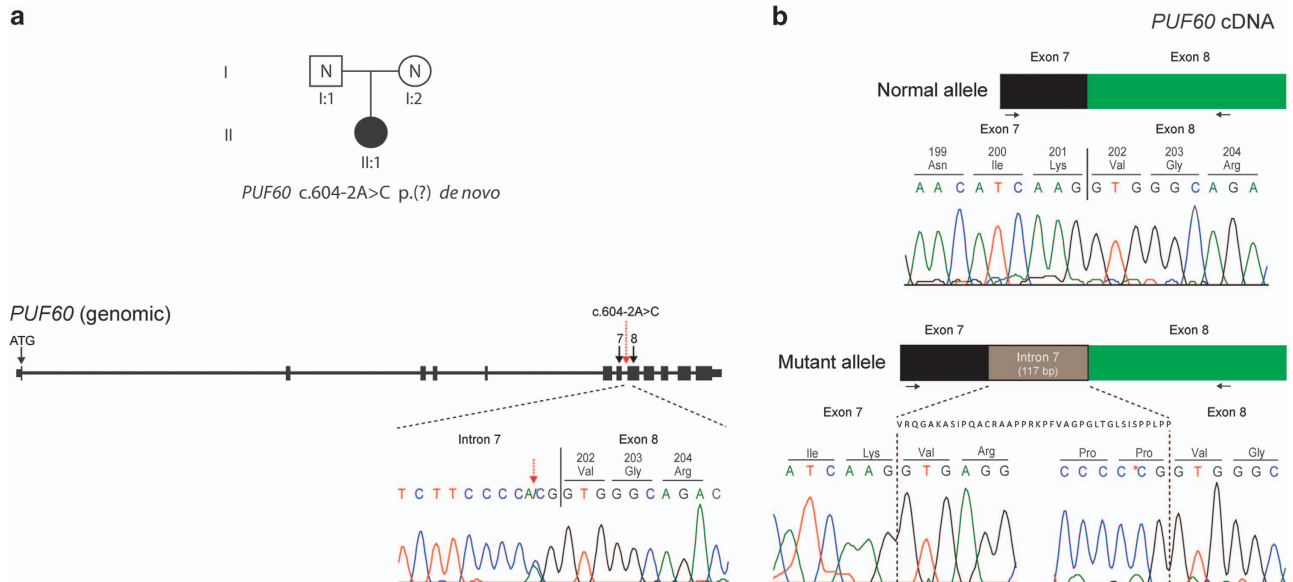 a
I
N
N
I:1
I:2
II
II:1
PUF60 c.604-2A>C p.(?) de novo
PUF60 (genomic)
ATG
c.604-2A>C
7 8
Intron 7 Exon 8
202 203 204
Val Gly Arg
T C T T C C C C A/C G G T G G G C A G A C
b
PUF60 cDNA
Exon 7 Exon 8
Normal allele
Exon 7 Exon 8
199 200 201 202 203 204
Asn Ile Lys Val Gly Arg
A A C A T C A A G G T G G G C A G A
Exon 7 Exon 8
Mutant allele
Intron 7
(117 bp)
Exon 7 Exon 8
VRQGAKASIPQACRAAPPRKPFVAGPGLTGLSISPPLPP
Ile Lys Val Arg Pro Pro Val Gly
A T C A A G G T G A G G C C C C *C G G T G G G C